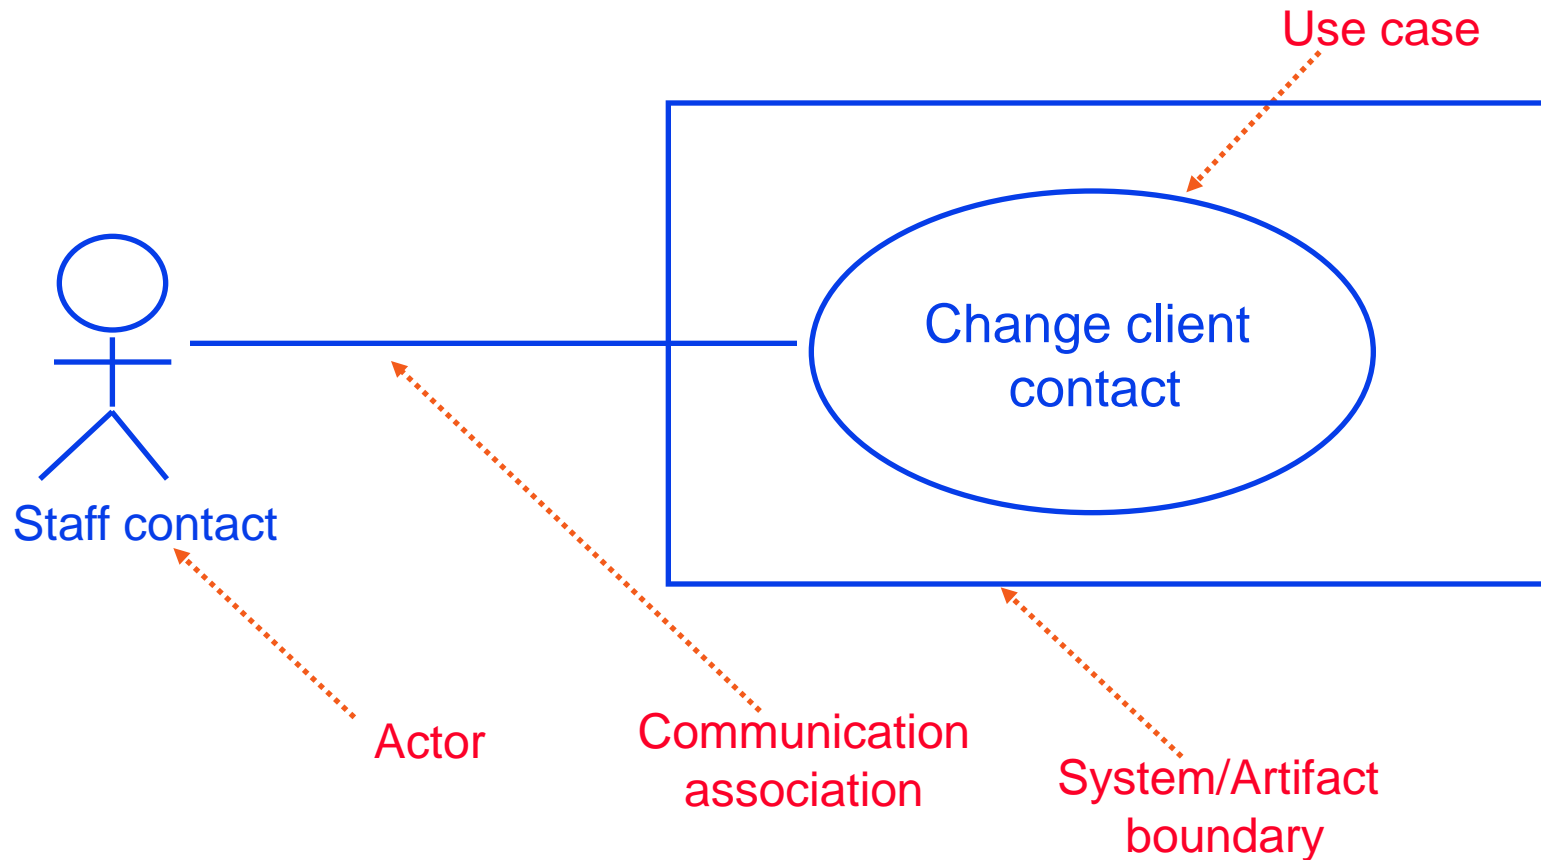 Use case
Change client
contact
Staff contact
Actor
Communication
association
System/Artifact
boundary